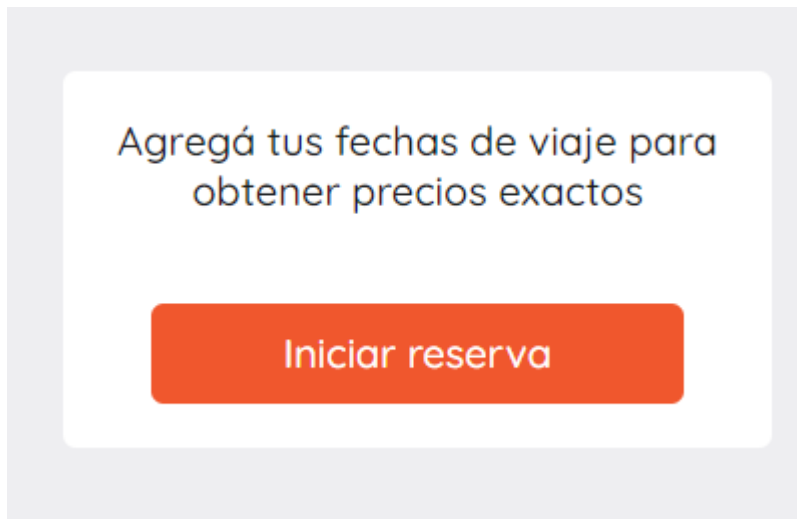 Agregá tus fechas de viaje para
obtener precios exactos
Iniciar reserva